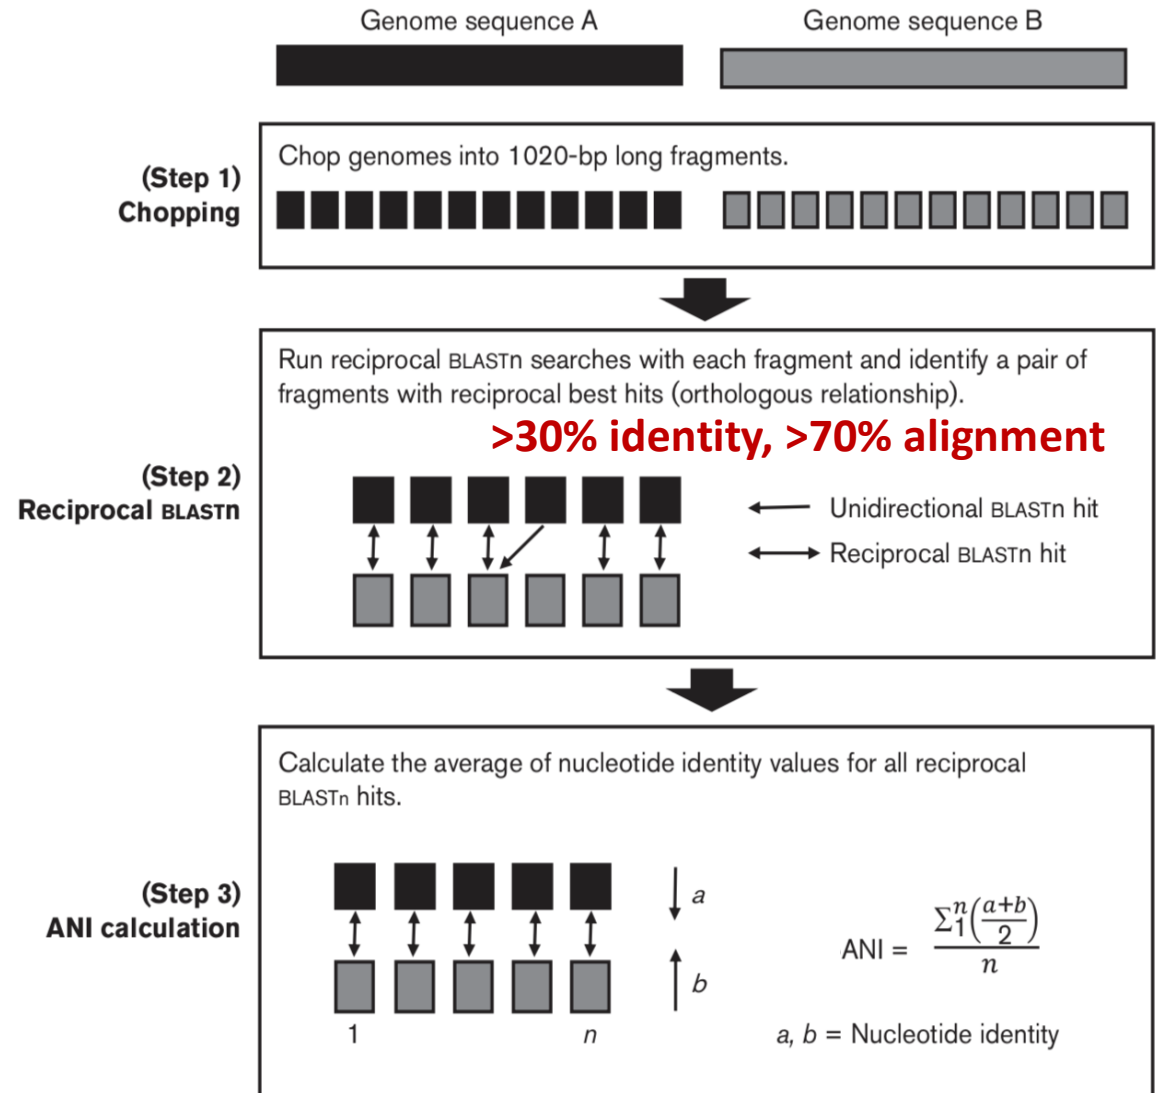 Genome sequence A
Genome sequence B
(Step 1)
Chopping
Chop genomes into 1020-bp long fragments.
(Step 2)
Reciprocal BLASTn
Run reciprocal BLASTn searches with each fragment and identify a pair of
fragments with reciprocal best hits (orthologous relationship).
>30% identity, >70% alignment
Unidirectional BLASTn hit
Reciprocal BLASTn hit
(Step 3)
ANI calculation
Calculate the average of nucleotide identity values for all reciprocal
BLASTn hits.
a
b
1
n
ANI = Σ₁ⁿ((a+b)/2)/n
a, b = Nucleotide identity